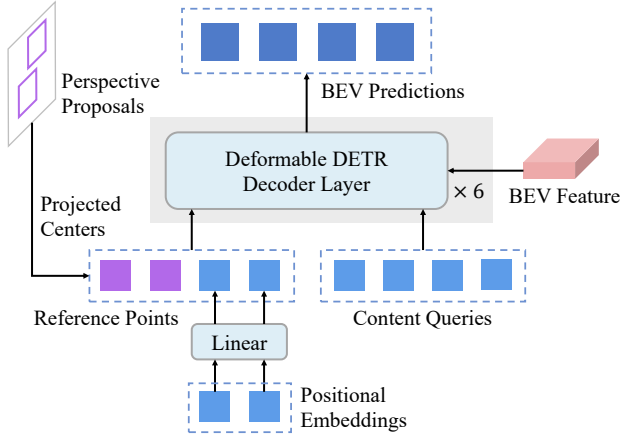 Perspective
Proposals
BEV Predictions
Deformable DETR
Decoder Layer
× 6
BEV Feature
Projected
Centers
Reference Points
Content Queries
Linear
Positional
Embeddings